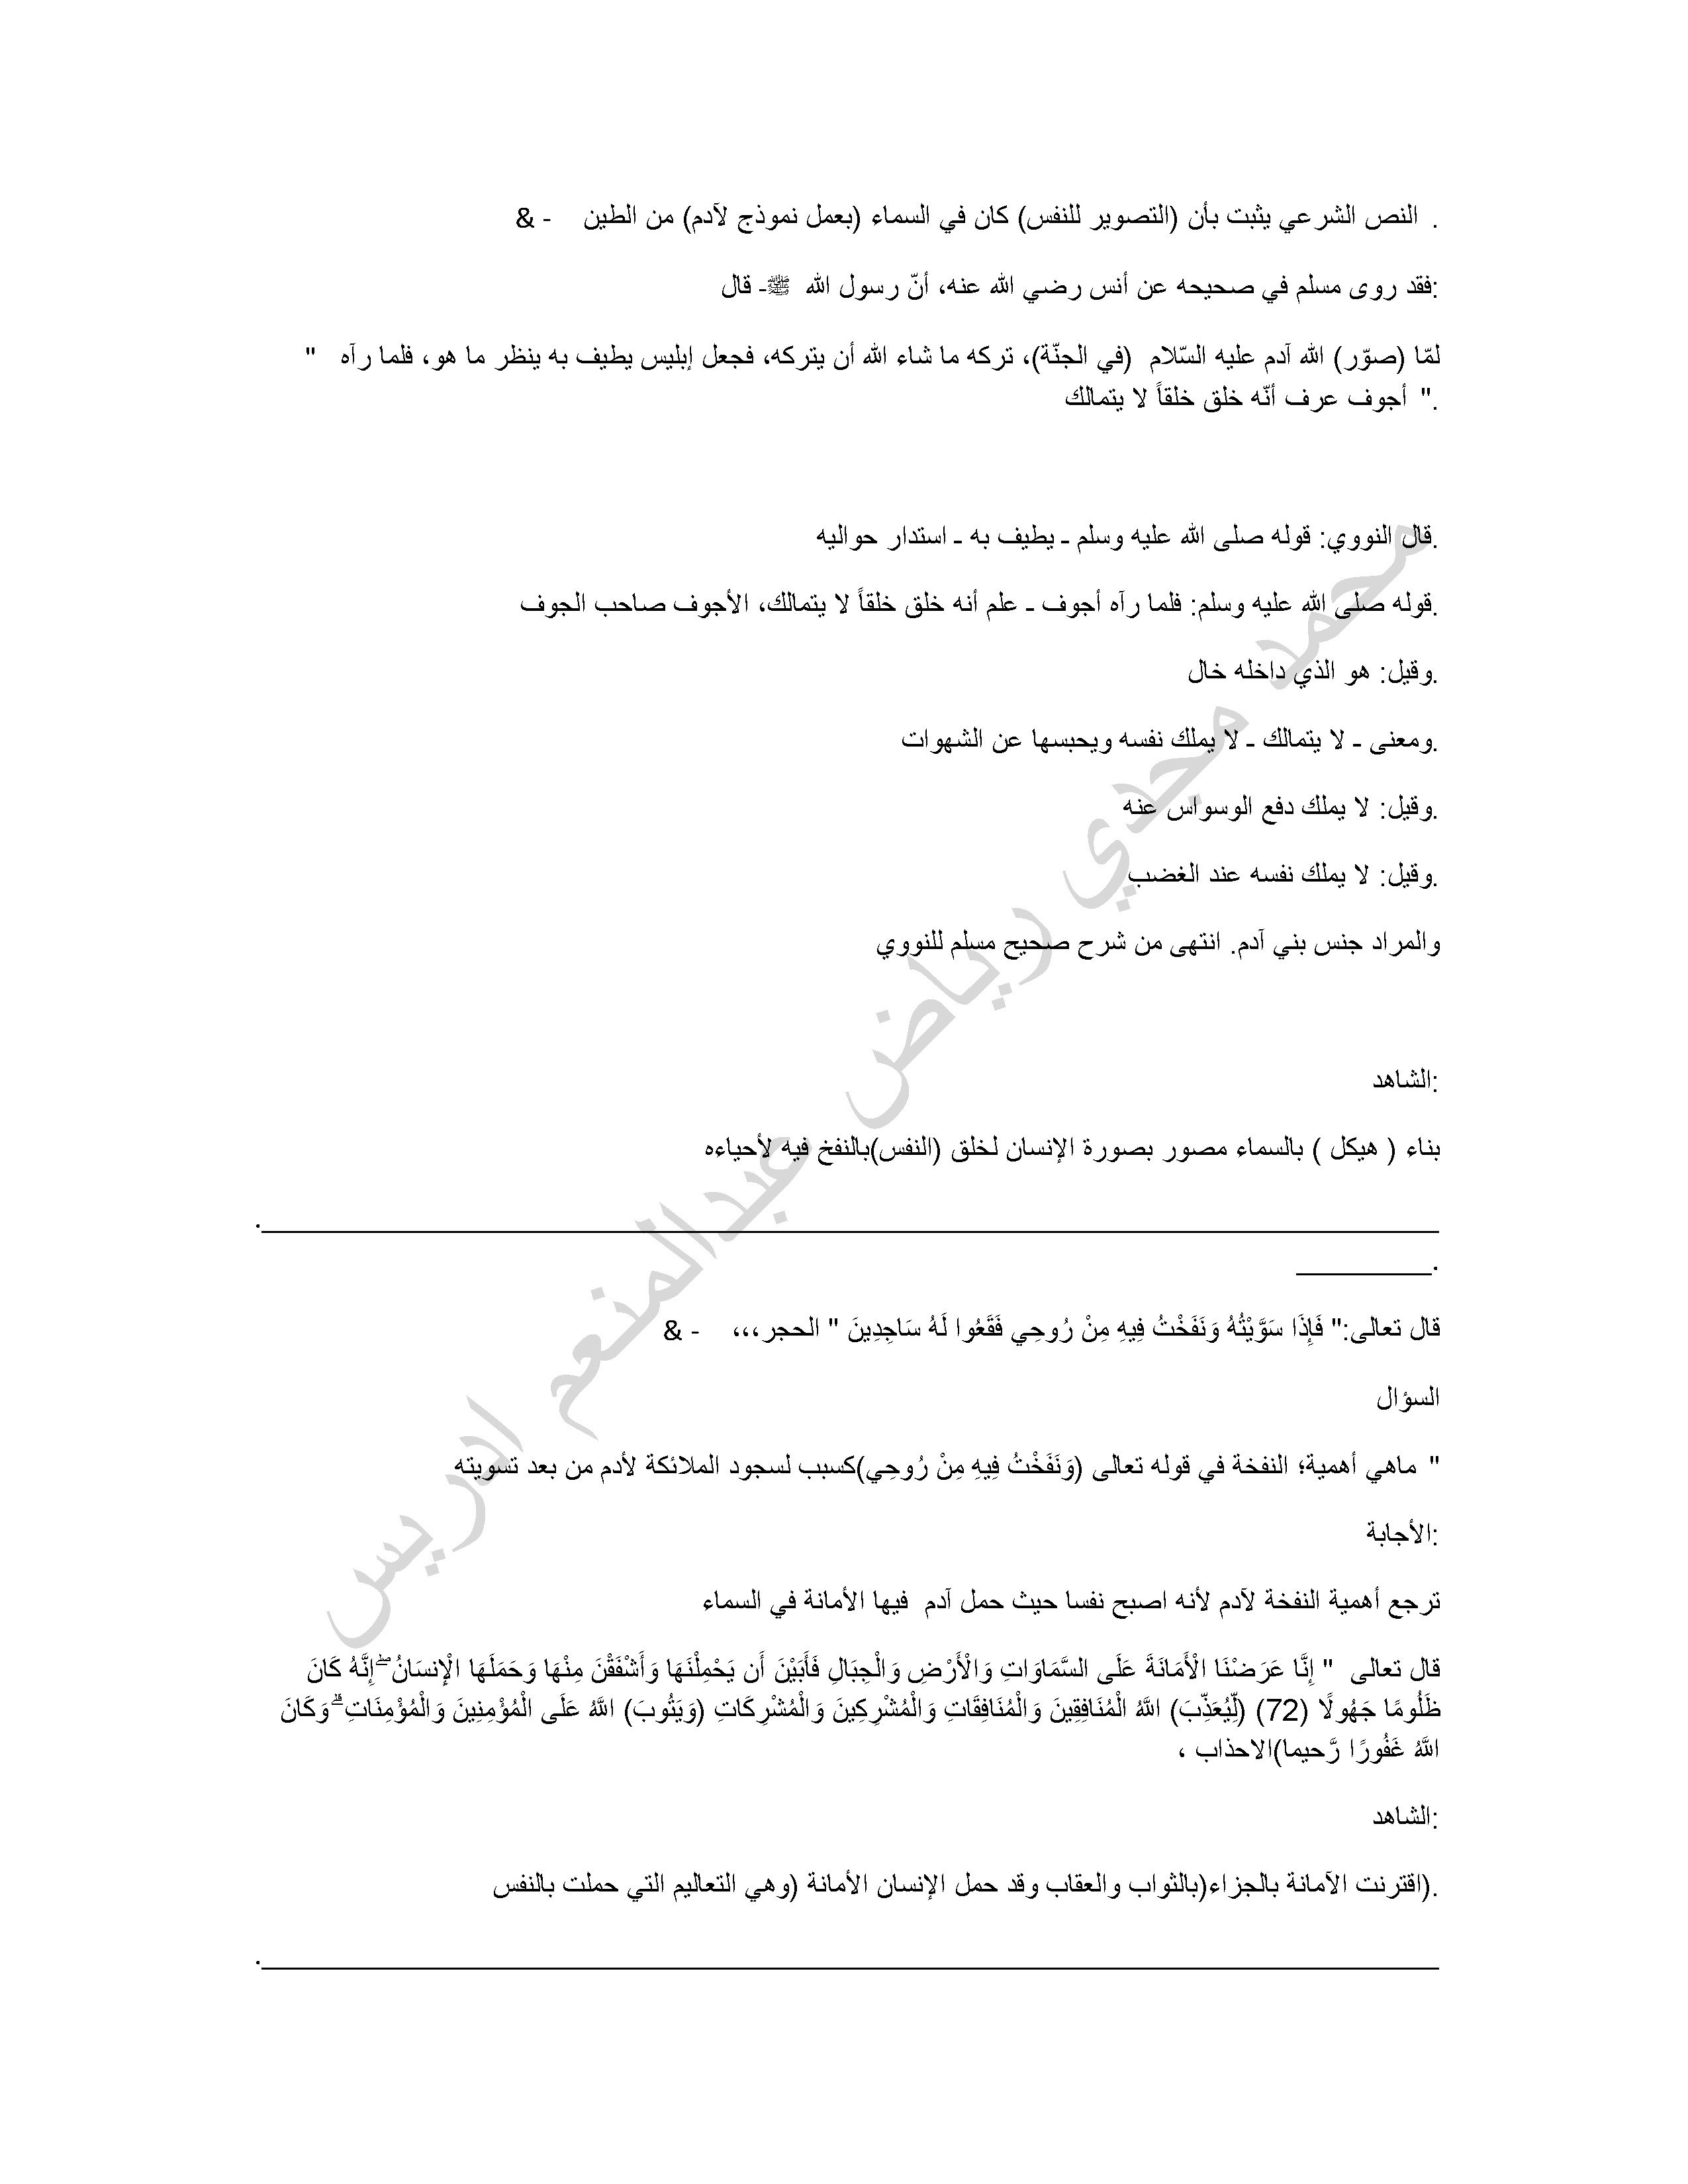 & - النص الشرعي يثبت بأن (التصوير للنفس) كان في السماء (بعمل نموذج لآدم) من الطين .
فقد روى مسلم في صحيحه عن أنس رضي الله عنه، أنّ رسول الله ﷺ- قال:
" لمّا (صوّر) الله آدم عليه السّلام (في الجنّة)، تركه ما شاء الله أن يتركه، فجعل إبليس يطيف به ينظر ما هو، فلما رآه
أجوف عرف أنّه خلق خلقاً لا يتمالك ".
قال النووي: قوله صلى الله عليه وسلم ـ يطيف به ـ استدار حواليه.
قوله صلى الله عليه وسلم: فلما رآه أجوف ـ علم أنه خلق خلقاً لا يتمالك، الأجوف صاحب الجوف.
وقيل: هو الذي داخله خال.
ومعنى ـ لا يتمالك ـ لا يملك نفسه ويحبسها عن الشهوات.
وقيل: لا يملك دفع الوسواس عنه.
وقيل: لا يملك نفسه عند الغضب.
والمراد جنس بني آدم. انتهى من شرح صحيح مسلم للنووي
الشاهد:
بناء ( هيكل ) بالسماء مصور بصورة الإنسان لخلق (النفس)بالنفخ فيه لأحياءه
ــــــــــــــــــــــــــــــــــــــــ.
__________.
& - قال تعالى:" فَإِذَا سَوَّيْتُهُ وَنَفَخْتُ فِيهِ مِنْ رُوحِي فَقَعُوا لَهُ سَاجِدِينَ " الحجر،،،
السؤال
" ماهي أهمية؛ النفخة في قوله تعالى (وَنَفَخْتُ فِيهِ مِنْ رُوحِي)كسبب لسجود الملائكة لأدم من بعد تسويته
الأجابة:
ترجع أهمية النفخة لآدم لأنه اصبح نفسا حيث حمل آدم فيها الأمانة في السماء
قال تعالى " إِنَّا عَرَضْنَا الْأَمَانَةَ عَلَى السَّمَاوَاتِ وَالْأَرْضِ وَالْجِبَالِ فَأَبَيْنَ أَن يَحْمِلْنَهَا وَأَشْفَقْنَ مِنْهَا وَحَمَلَهَا الْإِنسَانُ ۖ إِنَّهُ كَانَ
ظَلُومًا جَهُولًا (72) (لِّيُعَذِّبَ) اللَّهُ الْمُنَافِقِينَ وَالْمُنَافِقَاتِ وَالْمُشْرِكِينَ وَالْمُشْرِكَاتِ (وَيَتُوبَ) اللَّهُ عَلَى الْمُؤْمِنِينَ وَالْمُؤْمِنَاتِ ۗ وَكَانَ
اللَّهُ غَفُورًا رَّحيما)الاحذاب ،
الشاهد:
اقترنت الآمانة بالجزاء(بالثواب والعقاب وقد حمل الإنسان الأمانة (وهي التعاليم التي حملت بالنفس).
ــــــــــــــــــــــــــــــــــــــــ.
محمد مجدي رياض عبدالمنعم ادريس